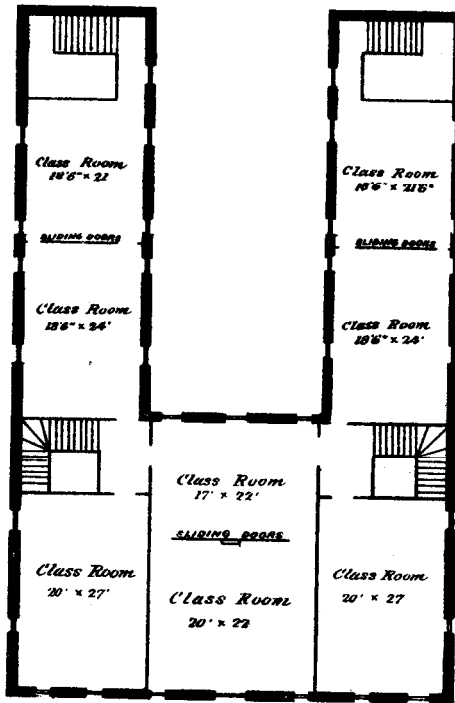 Class Room
18'6" × 21
SLIDING DOORS
Class Room
18'6" × 24'
Class Room
18'6" × 21'6"
SLIDING DOORS
Class Room
18'6" × 24'
Class Room
17' × 22'
SLIDING DOORS
Class Room
20' × 22
Class Room
20' × 27'
Class Room
20' × 27